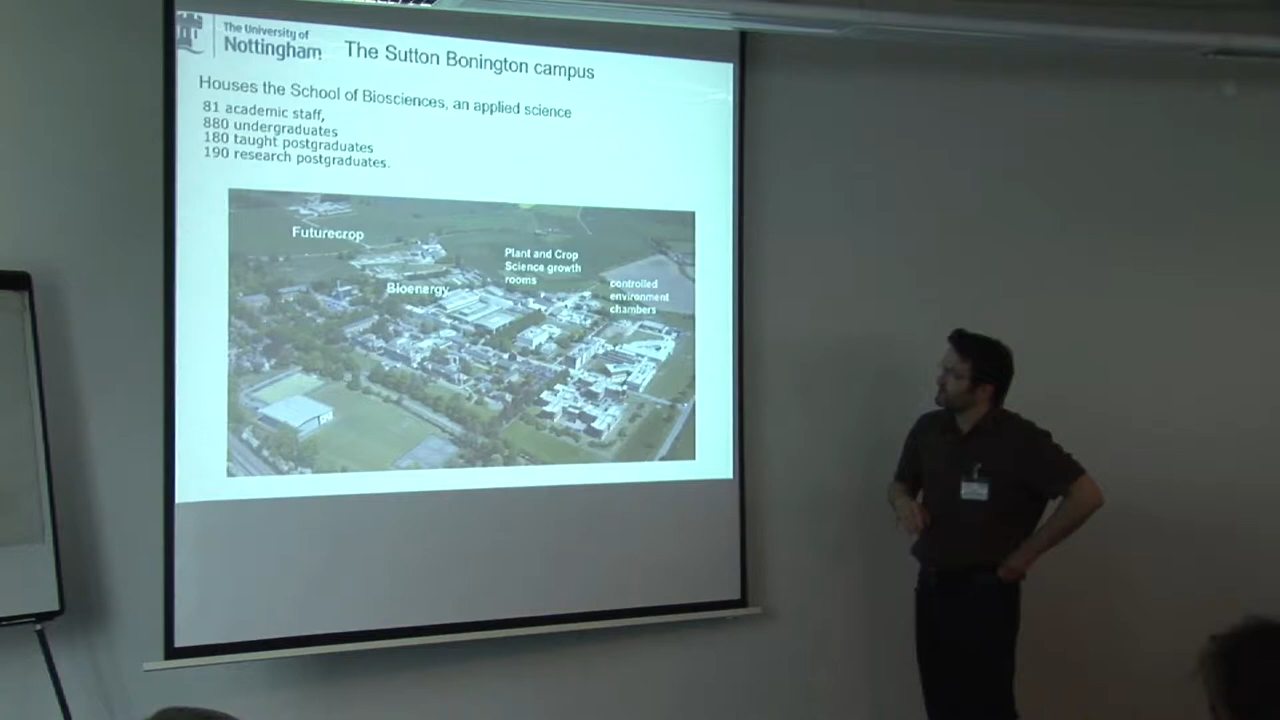 The University of
Nottingham
The Sutton Bonington campus
Houses the School of Biosciences, an applied science
81 academic staff,
880 undergraduates
180 taught postgraduates
190 research postgraduates.
Futurecrop
Plant and Crop
Science growth
rooms
Bioenergy
controlled
environment
chambers